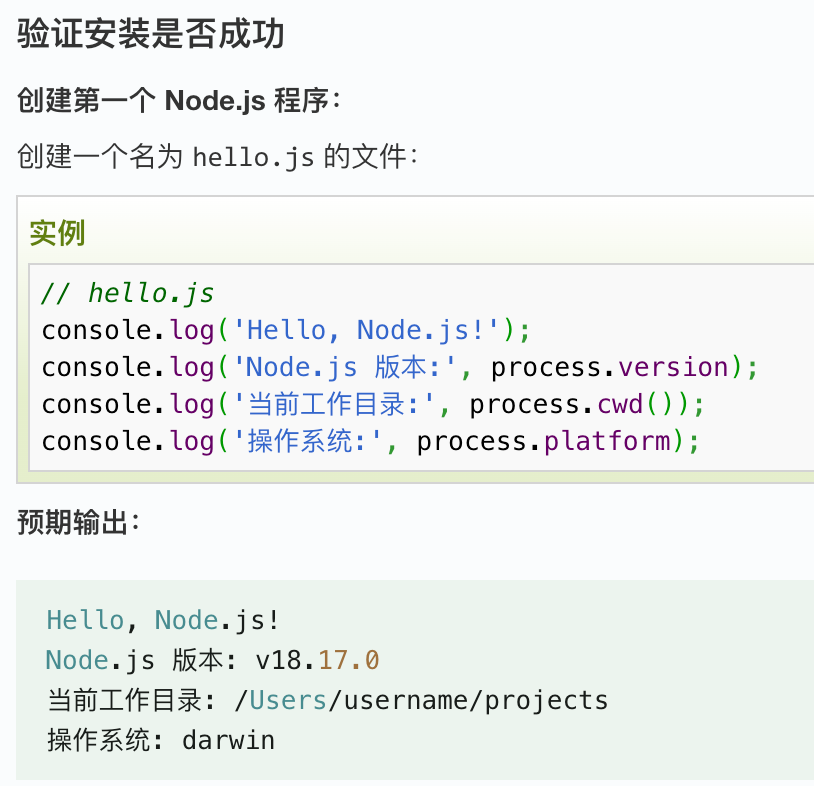 验证安装是否成功
创建第一个 Node.js 程序：
创建一个名为 hello.js 的文件：
实例
// hello.js
console.log('Hello, Node.js!');
console.log('Node.js 版本:', process.version);
console.log('当前工作目录:', process.cwd());
console.log('操作系统:', process.platform);
预期输出：
Hello, Node.js!
Node.js 版本: v18.17.0
当前工作目录: /Users/username/projects
操作系统: darwin